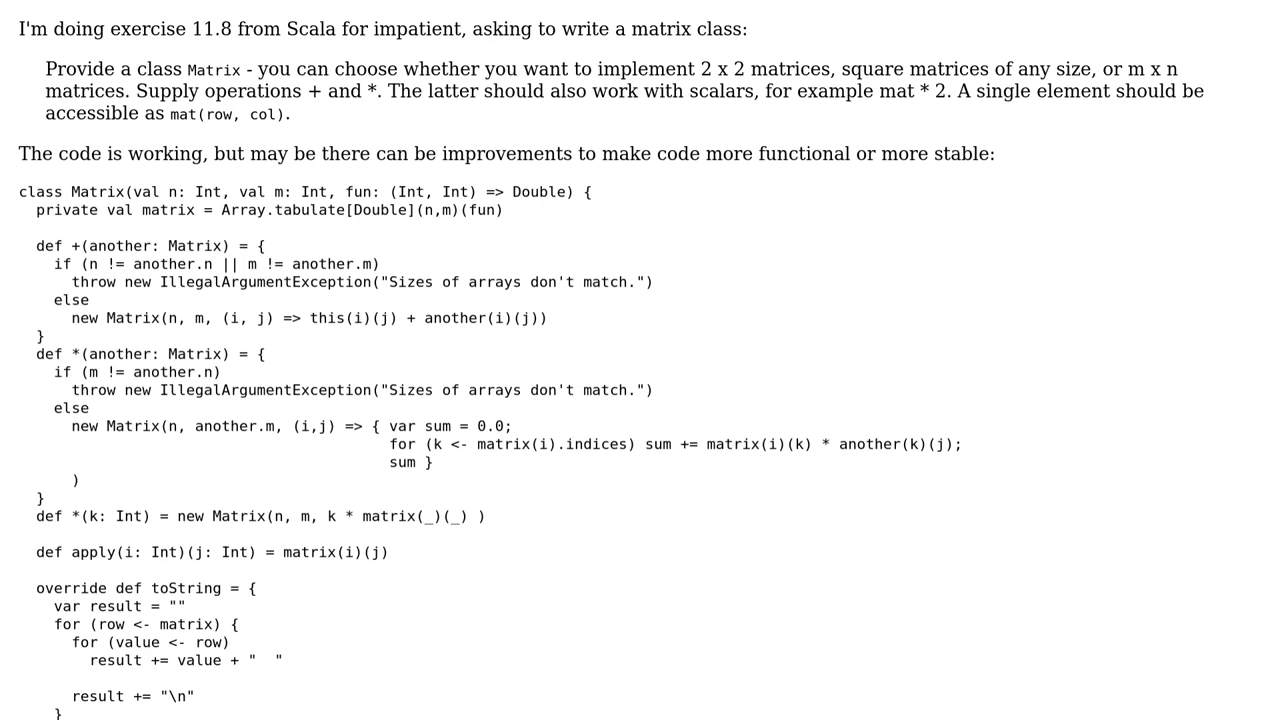 I'm doing exercise 11.8 from Scala for impatient, asking to write a matrix class:
Provide a class Matrix - you can choose whether you want to implement 2 x 2 matrices, square matrices of any size, or m x n
matrices. Supply operations + and *. The latter should also work with scalars, for example mat * 2. A single element should be
accessible as mat(row, col).
The code is working, but may be there can be improvements to make code more functional or more stable:
class Matrix(val n: Int, val m: Int, fun: (Int, Int) => Double) {
  private val matrix = Array.tabulate[Double](n,m)(fun)
  def +(another: Matrix) = {
    if (n != another.n || m != another.m)
      throw new IllegalArgumentException("Sizes of arrays don't match.")
    else
      new Matrix(n, m, (i, j) => this(i)(j) + another(i)(j))
  }
  def *(another: Matrix) = {
    if (m != another.n)
      throw new IllegalArgumentException("Sizes of arrays don't match.")
    else
      new Matrix(n, another.m, (i,j) => { var sum = 0.0;
                                          for (k <- matrix(i).indices) sum += matrix(i)(k) * another(k)(j);
                                          sum }
      )
  }
  def *(k: Int) = new Matrix(n, m, k * matrix(_)(_) )
  def apply(i: Int)(j: Int) = matrix(i)(j)
  override def toString = {
    var result = ""
    for (row <- matrix) {
      for (value <- row)
        result += value + "  "
      result += "\n"
    }